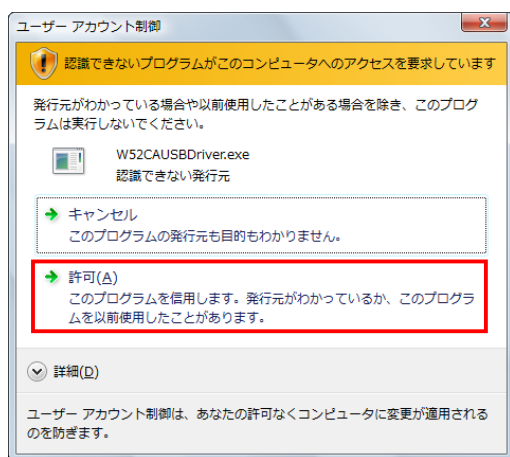 ユーザー アカウント制御
認識できないプログラムがこのコンピュータへのアクセスを要求しています
発行元がわかっている場合や以前使用したことがある場合を除き、このプログ
ラムは実行しないでください。
W52CAUSBDriver.exe
認識できない発行元
キャンセル
このプログラムの発行元も目的もわかりません。
許可(A)
このプログラムを信用します。発行元がわかっているか、このプログラ
ムを以前使用したことがあります。
詳細(D)
ユーザー アカウント制御は、あなたの許可なくコンピュータに変更が適用される
のを防ぎます。